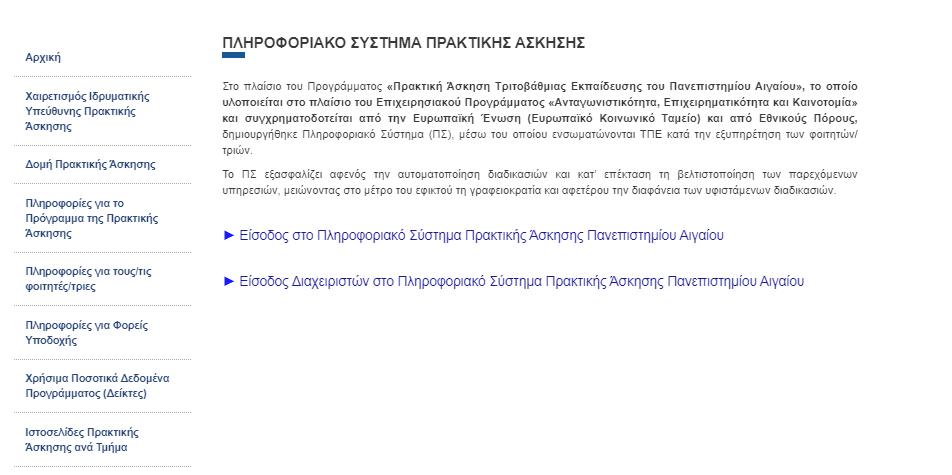 ΠΛΗΡΟΦΟΡΙΑΚΟ ΣΥΣΤΗΜΑ ΠΡΑΚΤΙΚΗΣ ΑΣΚΗΣΗΣ
Αρχική
Χαιρετισμός Ιδρυματικής
Υπεύθυνης Πρακτικής
Άσκησης
Δομή Πρακτικής Άσκησης
Πληροφορίες για το
Πρόγραμμα της Πρακτικής
Άσκησης
Πληροφορίες για τους/τις
φοιτητές/τριες
Πληροφορίες για Φορείς
Υποδοχής
Χρήσιμα Ποσοτικά Δεδομένα
Προγράμματος (Δείκτες)
Ιστοσελίδες Πρακτικής
Άσκησης ανά Τμήμα
Στο πλαίσιο του Προγράμματος «Πρακτική Άσκηση Τριτοβάθμιας Εκπαίδευσης του Πανεπιστημίου Αιγαίου», το οποίο
υλοποιείται στο πλαίσιο του Επιχειρησιακού Προγράμματος «Ανταγωνιστικότητα, Επιχειρηματικότητα και Καινοτομία»
και συγχρηματοδοτείται από την Ευρωπαϊκή Ένωση (Ευρωπαϊκό Κοινωνικό Ταμείο) και από Εθνικούς Πόρους,
δημιουργήθηκε Πληροφοριακό Σύστημα (ΠΣ), μέσω του οποίου ενσωματώνονται ΤΠΕ κατά την εξυπηρέτηση των φοιτητών/
τριών.
Το ΠΣ εξασφαλίζει αφενός την αυτοματοποίηση διαδικασιών και κατ' επέκταση τη βελτιστοποίηση των παρεχόμενων
υπηρεσιών, μειώνοντας στο μέτρο του εφικτού τη γραφειοκρατία και αφετέρου την διαφάνεια των υφιστάμενων διαδικασιών.
► Είσοδος στο Πληροφοριακό Σύστημα Πρακτικής Άσκησης Πανεπιστημίου Αιγαίου
► Είσοδος Διαχειριστών στο Πληροφοριακό Σύστημα Πρακτικής Άσκησης Πανεπιστημίου Αιγαίου